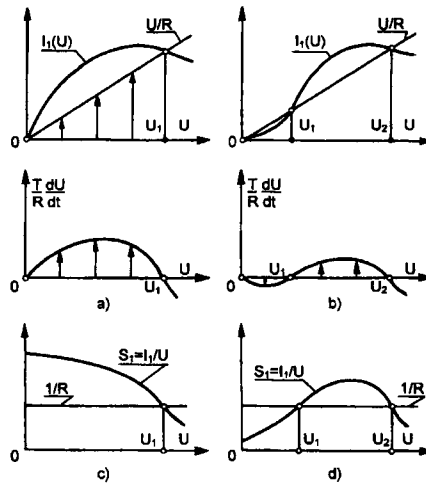 I₁(U)
U/R
0
U₁
U
I₁(U)
U/R
0
U₁
U₂
U
T/R dU/dt
0
U₁
U
a)
T/R dU/dt
0
U₁
U₂
U
b)
S₁=I₁/U
1/R
0
U₁
U
c)
S₁=I₁/U
1/R
0
U₁
U₂
U
d)